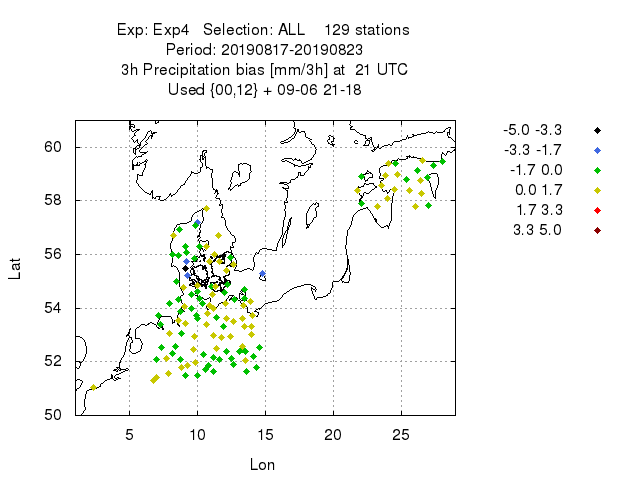 Exp: Exp4 Selection: ALL 129 stations
Period: 20190817-20190823
3h Precipitation bias [mm/3h] at 21 UTC
Used {00,12} + 09-06 21-18
-5.0 -3.3
-3.3 -1.7
-1.7 0.0
0.0 1.7
1.7 3.3
3.3 5.0
60
58
56
54
52
50
Lat
5 10 15 20 25
Lon